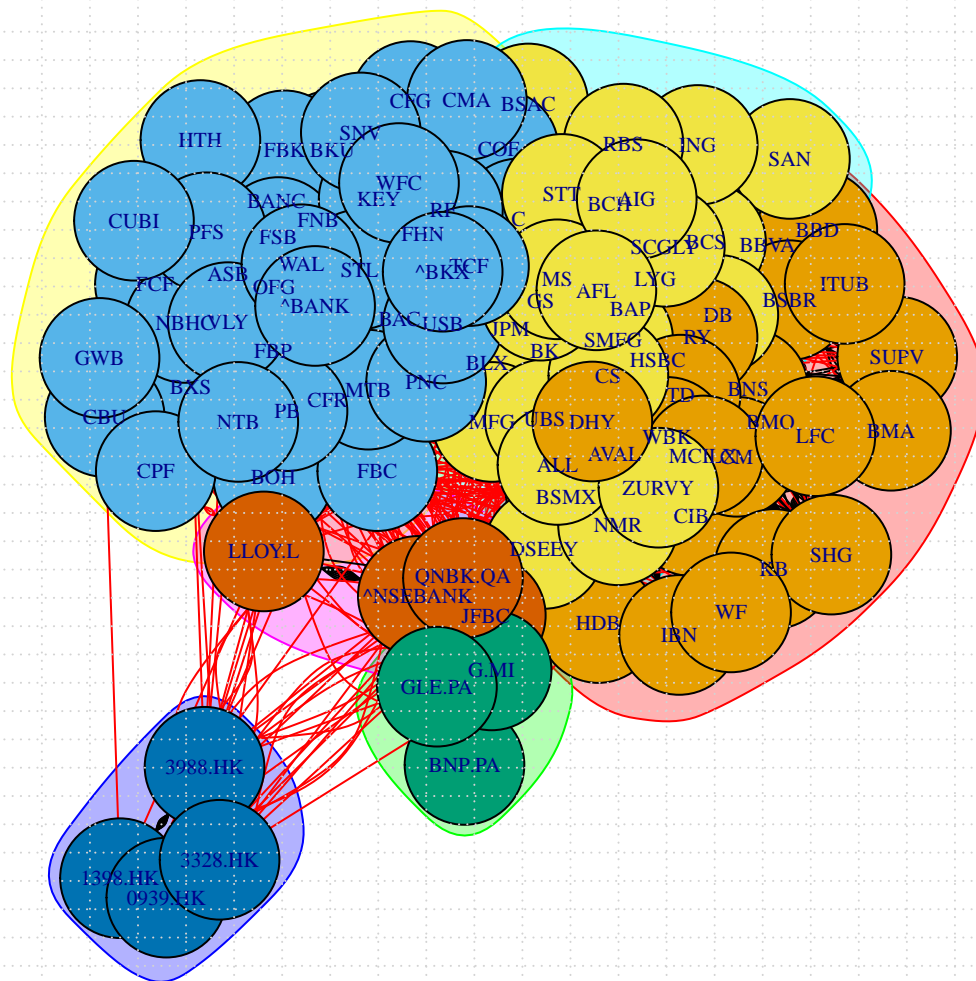 CFG
CMA
BSAC
HTH
FBK
BKU
SNV
COF
RBS
ING
SAN
WFC
KEY
STT
BCH
AIG
CUBI
PFS
BANC
FNB
RF
C
FSB
FHN
SCGLY
BCS
BBVA
BBD
FCF
ASB
OFG
WAL
STL
^BKX
TCF
MS
AFL
LYG
ITUB
^BANK
GS
BAP
BSBR
NBHC
VLY
BAC
USB
JPM
SMFG
DB
RY
GWB
FBP
BK
HSBC
SUPV
BLX
CS
BXS
MTB
PNC
TD
BNS
CBU
NTB
PB
CFR
MFG
UBS
DHY
BMO
LFC
BMA
WBK
CPF
BOH
FBC
ALL
AVAL
MC
CM
BSMX
ZURVY
NMR
CIB
LLOY.L
DSEEY
SHG
^NSEBANK
QNBK.QA
KB
JFBC
HDB
IBN
WF
G.MI
GLE.PA
BNP.PA
3988.HK
3328.HK
1398.HK
0939.HK